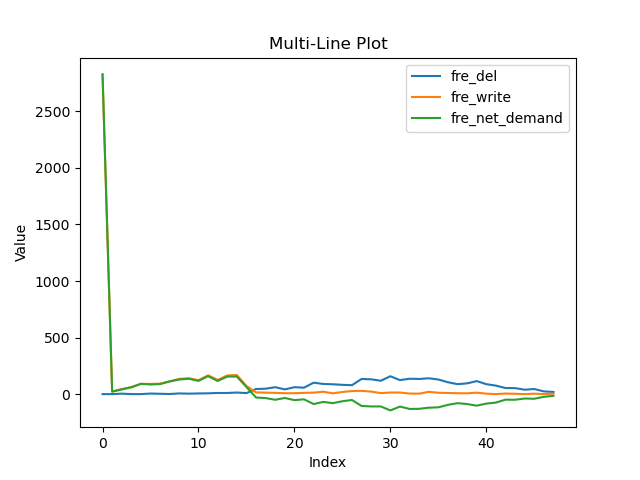 Multi-Line Plot
fre_del
fre_write
fre_net_demand
2500
2000
1500
1000
500
0
Value
0 10 20 30 40
Index